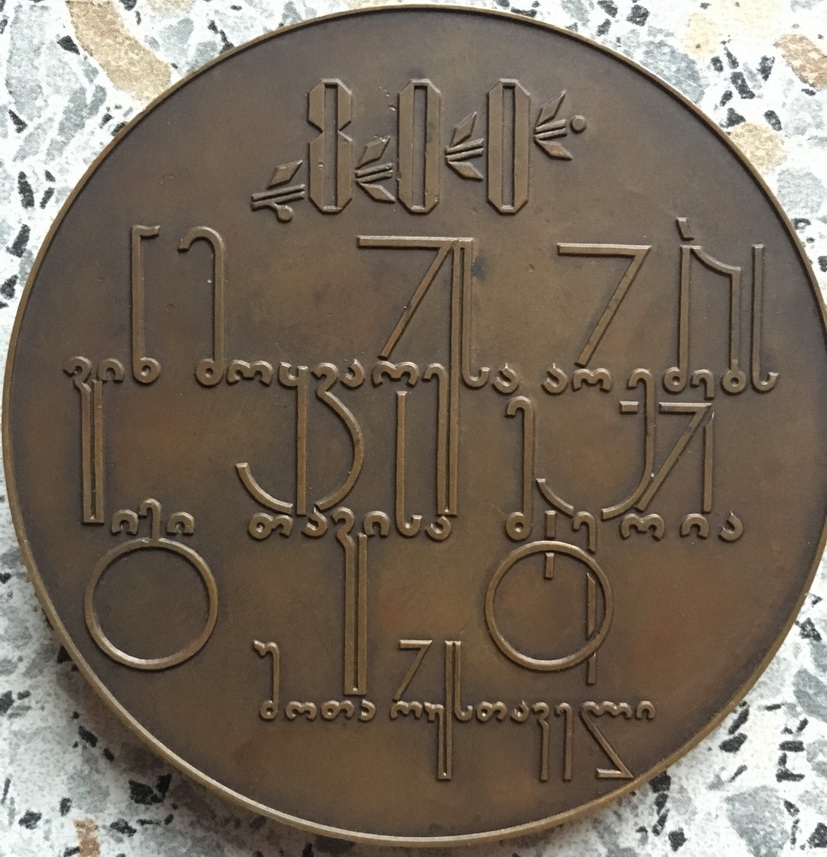 800
ვინ მოყვარესა არ ეძებს
იგი თავისა მტერია
შოთა რუსთაველი